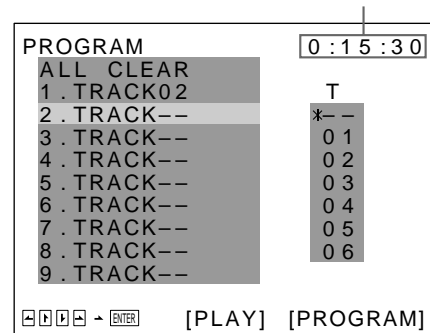 PROGRAM 0:15:30
ALL CLEAR
1.TRACK02 T
2.TRACK–– *––
3.TRACK–– 01
4.TRACK–– 02
5.TRACK–– 03
6.TRACK–– 04
7.TRACK–– 05
8.TRACK–– 06
9.TRACK––
ENTER [PLAY] [PROGRAM]